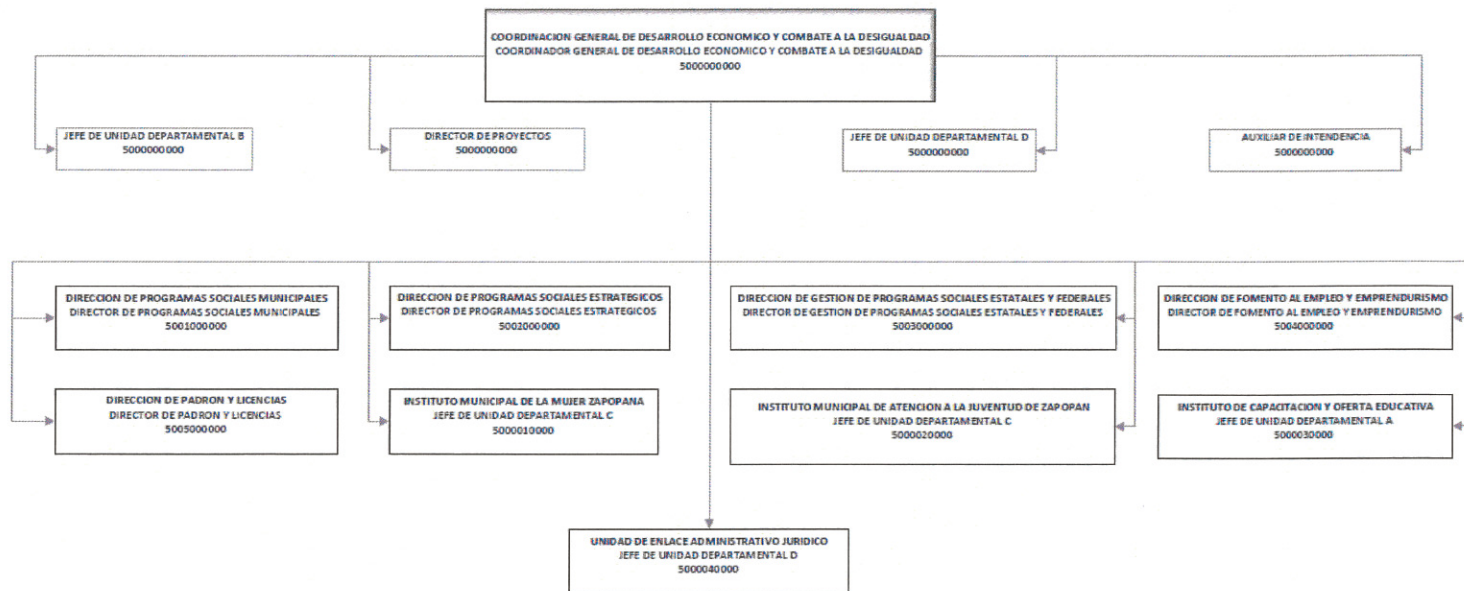 COORDINACION GENERAL DE DESARROLLO ECONOMICO Y COMBATE A LA DESIGUALDAD
COORDINADOR GENERAL DE DESARROLLO ECONOMICO Y COMBATE A LA DESIGUALDAD
5000000000
JEFE DE UNIDAD DEPARTAMENTAL B
5000000000
DIRECTOR DE PROYECTOS
5000000000
JEFE DE UNIDAD DEPARTAMENTAL D
5000000000
AUXILIAR DE INTENDENCIA
5000000000
DIRECCION DE PROGRAMAS SOCIALES MUNICIPALES
DIRECTOR DE PROGRAMAS SOCIALES MUNICIPALES
5001000000
DIRECCION DE PROGRAMAS SOCIALES ESTRATEGICOS
DIRECTOR DE PROGRAMAS SOCIALES ESTRATEGICOS
5002000000
DIRECCION DE GESTION DE PROGRAMAS SOCIALES ESTATALES Y FEDERALES
DIRECTOR DE GESTION DE PROGRAMAS SOCIALES ESTATALES Y FEDERALES
5003000000
DIRECCION DE FOMENTO AL EMPLEO Y EMPRENDURISMO
DIRECTOR DE FOMENTO AL EMPLEO Y EMPRENDURISMO
5004000000
DIRECCION DE PADRON Y LICENCIAS
DIRECTOR DE PADRON Y LICENCIAS
5005000000
INSTITUTO MUNICIPAL DE LA MUJER ZAPOPANA
JEFE DE UNIDAD DEPARTAMENTAL C
5000010000
INSTITUTO MUNICIPAL DE ATENCION A LA JUVENTUD DE ZAPOPAN
JEFE DE UNIDAD DEPARTAMENTAL C
5000020000
INSTITUTO DE CAPACITACION Y OFERTA EDUCATIVA
JEFE DE UNIDAD DEPARTAMENTAL A
5000030000
UNIDAD DE ENLACE ADMINISTRATIVO JURIDICO
JEFE DE UNIDAD DEPARTAMENTAL D
5000040000